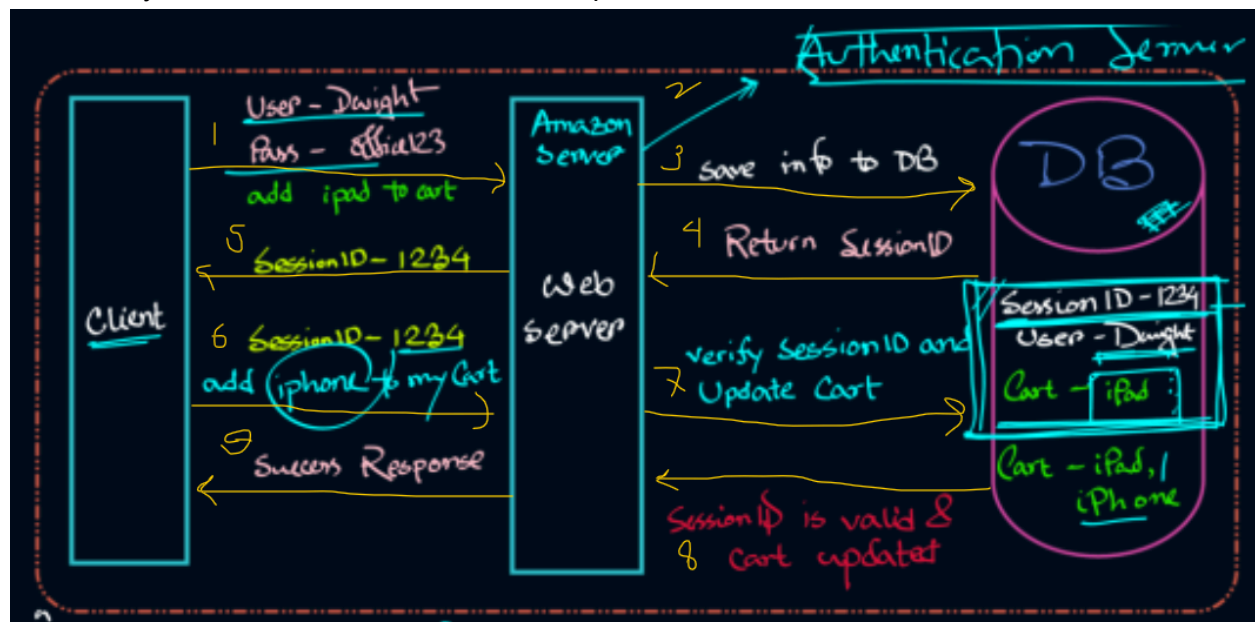 Authentication Server
User - Dwight
Pass - office123
add ipad to cart
1
Amazon
Server
2
3 save info to DB
DB
4 Return SessionID
5
SessionID - 1234
Client
Web
Server
6 SessionID - 1234
add iphone to my Cart
7 verify SessionID and
Update Cart
Session ID - 1234
User - Dwight
Cart - iPad
Cart - iPad,
iPhone
9
Success Response
SessionID is valid &
8 Cart updated